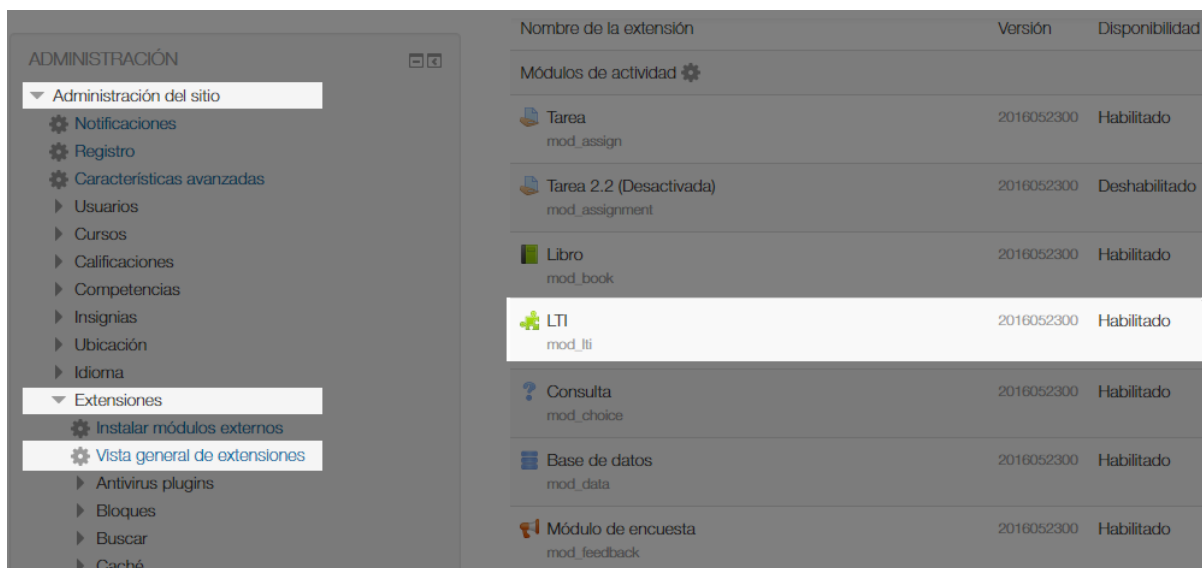 ADMINISTRACIÓN
Administración del sitio
Notificaciones
Registro
Características avanzadas
Usuarios
Cursos
Calificaciones
Competencias
Insignias
Ubicación
Idioma
Extensiones
Instalar módulos externos
Vista general de extensiones
Antivirus plugins
Bloques
Buscar
Caché
Nombre de la extensión Versión Disponibilidad
Módulos de actividad
Tarea 2016052300 Habilitado
mod_assign
Tarea 2.2 (Desactivada) 2016052300 Deshabilitado
mod_assignment
Libro 2016052300 Habilitado
mod_book
LTI 2016052300 Habilitado
mod_lti
Consulta 2016052300 Habilitado
mod_choice
Base de datos 2016052300 Habilitado
mod_data
Módulo de encuesta 2016052300 Habilitado
mod_feedback